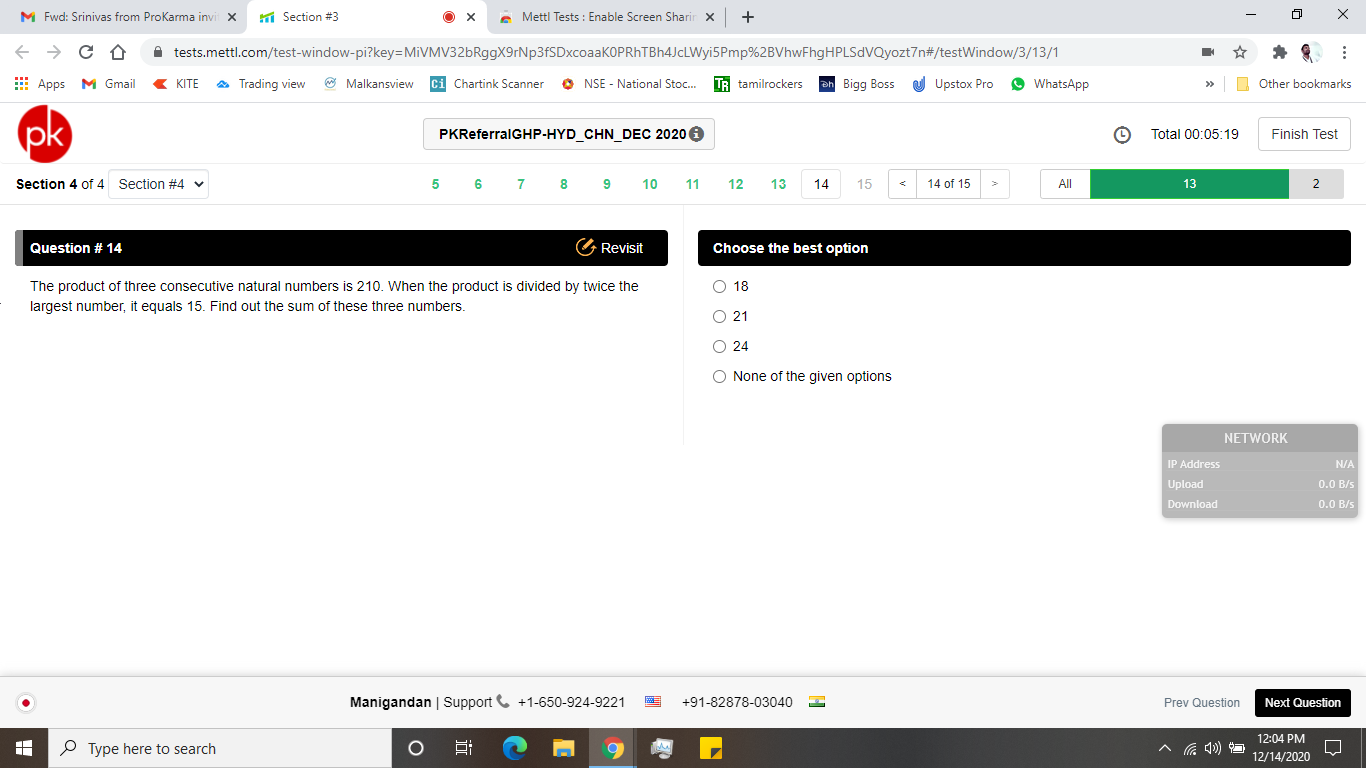 Fwd: Srinivas from ProKarma invi
Section #3
Mettl Tests : Enable Screen Sharin
tests.mettl.com/test-window-pi?key=MiVMV32bRggX9rNp3fSDxcoaaK0PRhTBh4JcLWyi5Pmp%2BVhwFhgHPLSdVQyozt7n#/testWindow/3/13/1
Apps Gmail KITE Trading view Malkansview Ci Chartink Scanner NSE - National Stoc... TR tamilrockers Bigg Boss Upstox Pro WhatsApp » Other bookmarks
pk
PKReferralGHP-HYD_CHN_DEC 2020
Total 00:05:19
Finish Test
Section 4 of 4 Section #4 5 6 7 8 9 10 11 12 13 14 15 < 14 of 15 > All 13 2
Question # 14
Revisit
The product of three consecutive natural numbers is 210. When the product is divided by twice the
largest number, it equals 15. Find out the sum of these three numbers.
Choose the best option
18
21
24
None of the given options
NETWORK
IP Address N/A
Upload 0.0 B/s
Download 0.0 B/s
Manigandan | Support +1-650-924-9221 +91-82878-03040
Prev Question
Next Question
Type here to search
12:04 PM
12/14/2020